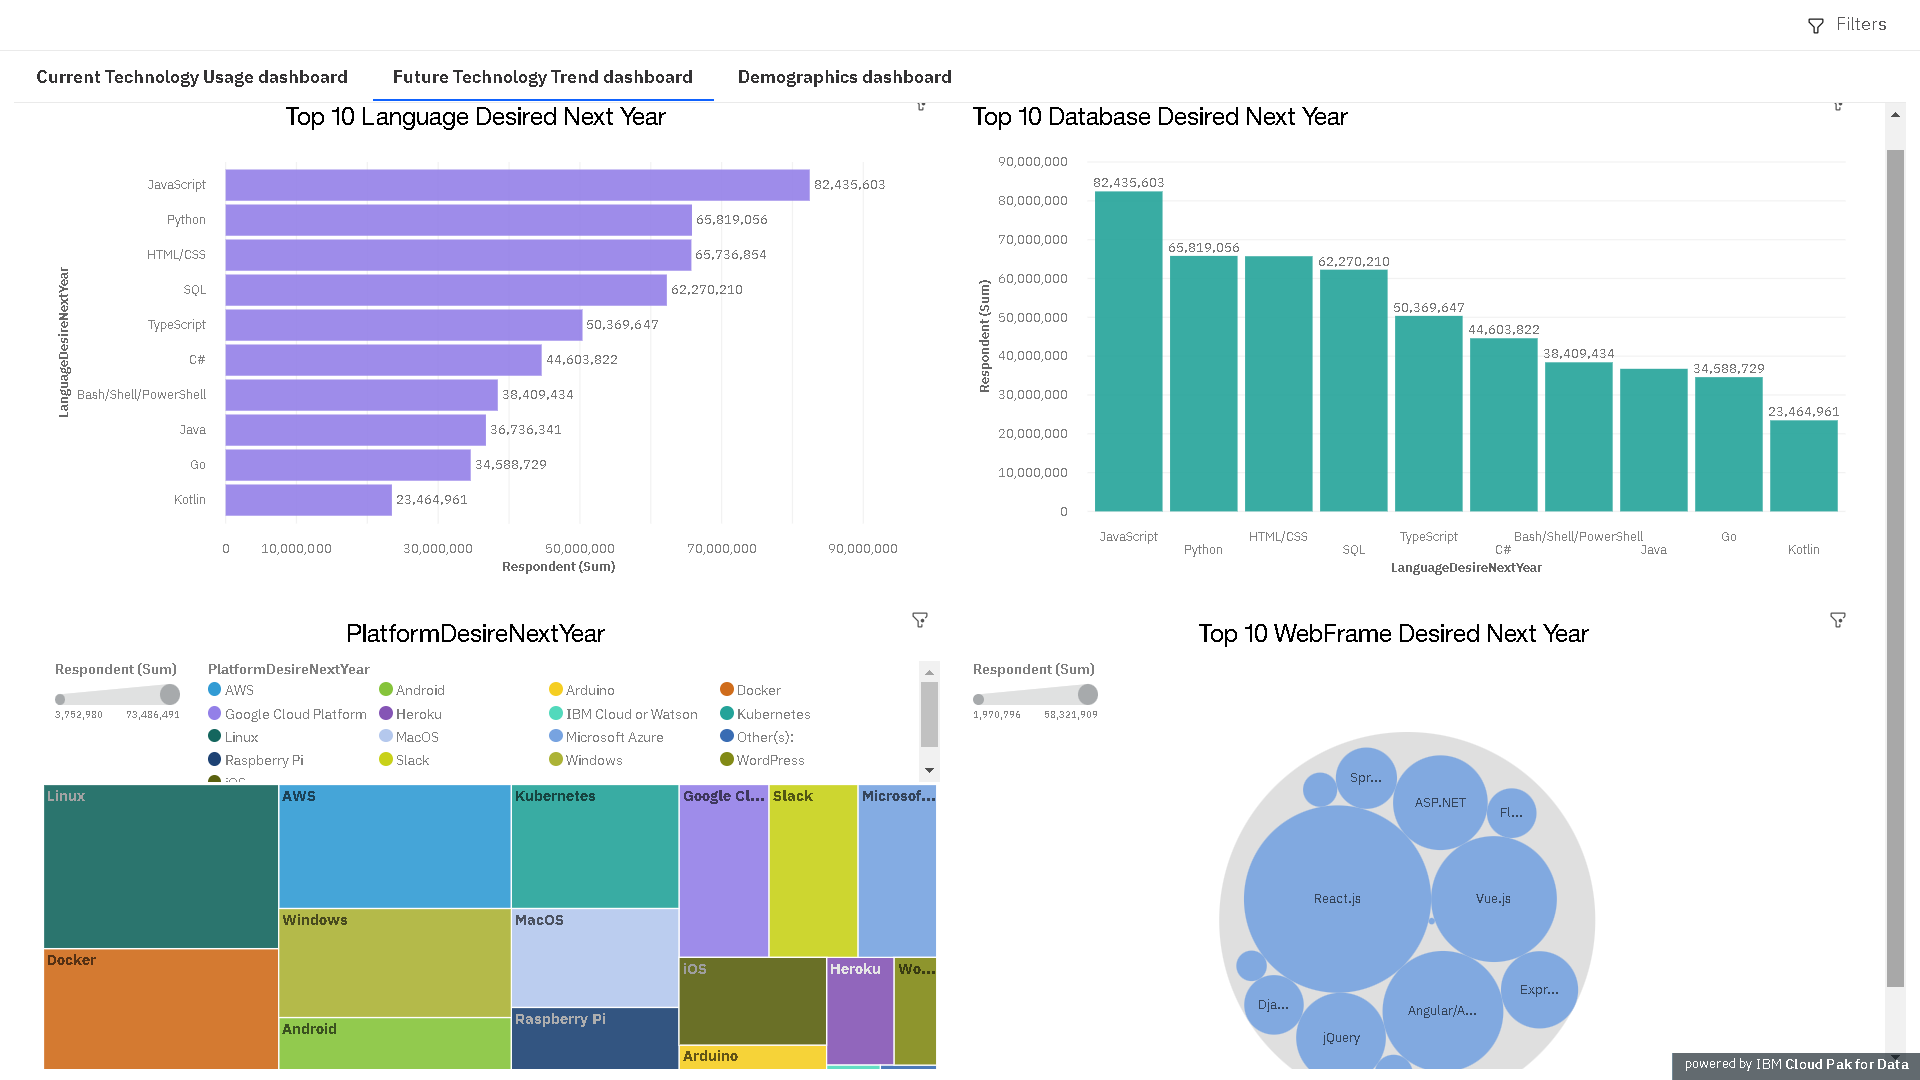 Filters
Current Technology Usage dashboard
Future Technology Trend dashboard
Demographics dashboard
Top 10 Language Desired Next Year
LanguageDesireNextYear
JavaScript 82,435,603
Python 65,819,056
HTML/CSS 65,736,854
SQL 62,270,210
TypeScript 50,369,647
C# 44,603,822
Bash/Shell/PowerShell 38,409,434
Java 36,736,341
Go 34,588,729
Kotlin 23,464,961
0 10,000,000 30,000,000 50,000,000 70,000,000 90,000,000
Respondent (Sum)
Top 10 Database Desired Next Year
Respondent (Sum)
90,000,000
80,000,000
70,000,000
60,000,000
50,000,000
40,000,000
30,000,000
20,000,000
10,000,000
0
82,435,603
65,819,056
62,270,210
50,369,647
44,603,822
38,409,434
34,588,729
23,464,961
JavaScript Python HTML/CSS SQL TypeScript C# Bash/Shell/PowerShell Java Go Kotlin
LanguageDesireNextYear
PlatformDesireNextYear
Respondent (Sum)
3,752,980 73,486,491
PlatformDesireNextYear
AWS Android Arduino Docker
Google Cloud Platform Heroku IBM Cloud or Watson Kubernetes
Linux MacOS Microsoft Azure Other(s):
Raspberry Pi Slack Windows WordPress
iOS
Linux
AWS
Kubernetes
Google Cl...
Slack
Microsof...
Windows
MacOS
Docker
iOS
Heroku
Wo...
Raspberry Pi
Android
Arduino
Top 10 WebFrame Desired Next Year
Respondent (Sum)
1,970,796 58,321,909
Spr...
ASP.NET
Fl...
React.js
Vue.js
Expr...
Dja...
Angular/A...
jQuery
powered by IBM Cloud Pak for Data